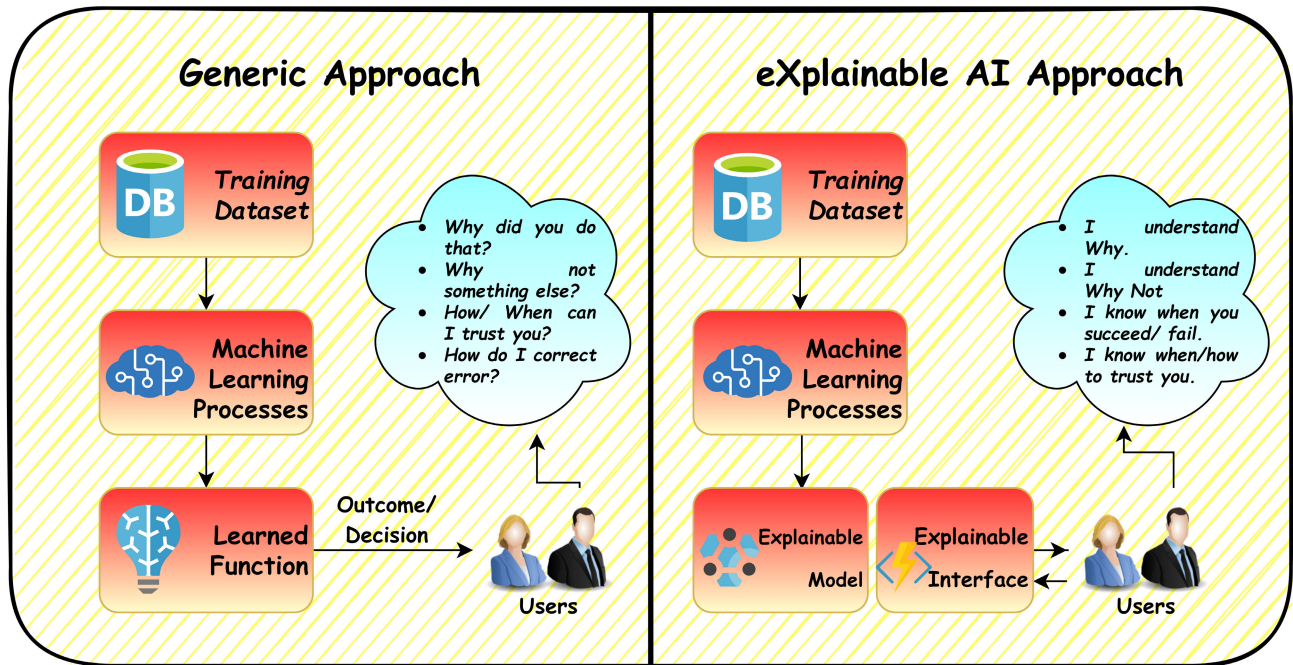 Generic Approach
DB
Training
Dataset
Machine
Learning
Processes
Learned
Function
Outcome/
Decision
Users
• Why did you do
that?
• Why not
something else?
• How/ When can
I trust you?
• How do I correct
error?
eXplainable AI Approach
DB
Training
Dataset
Machine
Learning
Processes
Explainable
Model
Explainable
Interface
Users
• I understand
Why.
• I understand
Why Not
• I know when you
succeed/ fail.
• I know when/how
to trust you.